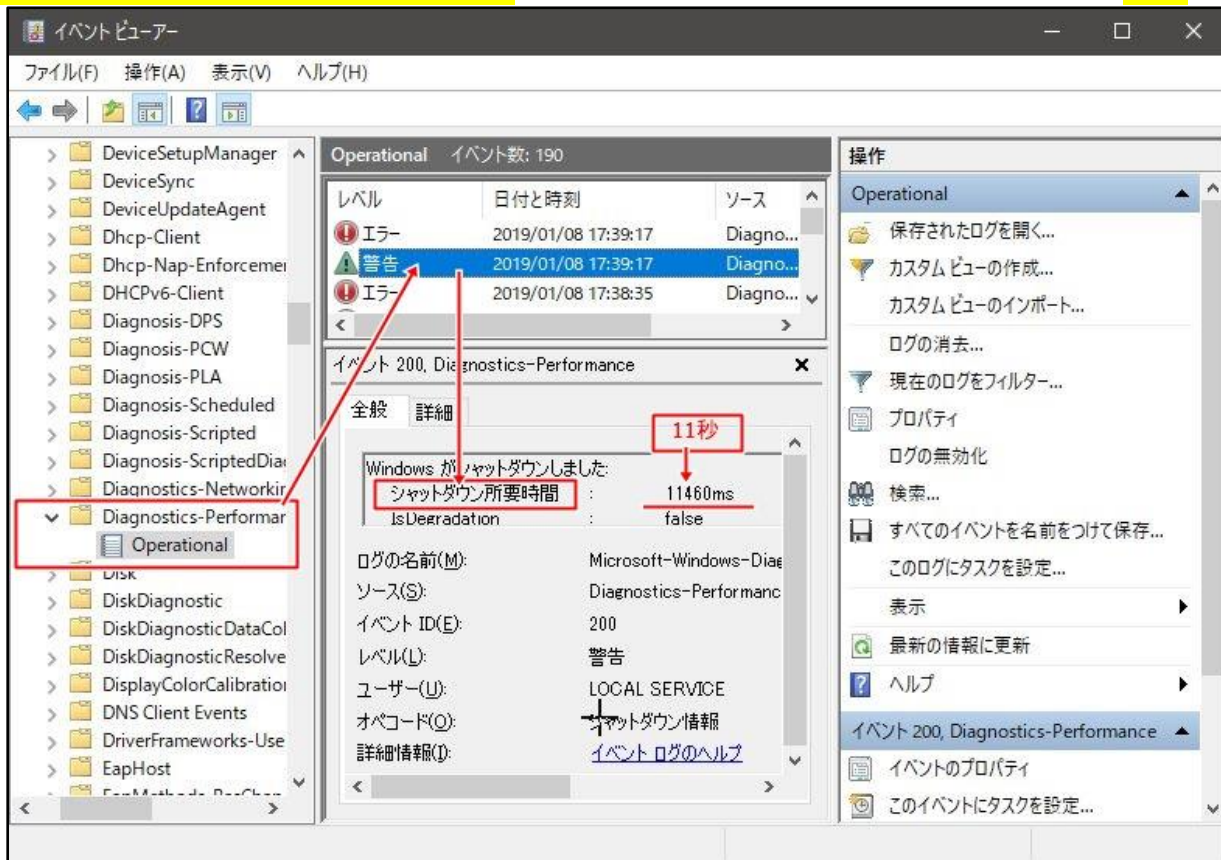 イベント ビューアー
ファイル(F) 操作(A) 表示(V) ヘルプ(H)
DeviceSetupManager
DeviceSync
DeviceUpdateAgent
Dhcp-Client
Dhcp-Nap-Enforcemer
DHCPv6-Client
Diagnosis-DPS
Diagnosis-PCW
Diagnosis-PLA
Diagnosis-Scheduled
Diagnosis-Scripted
Diagnosis-ScriptedDia
Diagnostics-Networkir
Diagnostics-Performar
Operational
Disk
DiskDiagnostic
DiskDiagnosticDataCol
DiskDiagnosticResolve
DisplayColorCalibratio
DNS Client Events
DriverFrameworks-Use
EapHost
Operational イベント数: 190
レベル 日付と時刻 ソース
エラー 2019/01/08 17:39:17 Diagno...
警告 2019/01/08 17:39:17 Diagno...
エラー 2019/01/08 17:38:35 Diagno...
イベント 200, Diagnostics-Performance
全般 詳細
11秒
Windows がシャットダウンしました:
シャットダウン所要時間 : 11460ms
IsDegradation : false
ログの名前(M): Microsoft-Windows-Diag
ソース(S): Diagnostics-Performanc
イベント ID(E): 200
レベル(L): 警告
ユーザー(U): LOCAL SERVICE
オペコード(O): シャットダウン情報
詳細情報(I): イベント ログのヘルプ
操作
Operational
保存されたログを開く...
カスタム ビューの作成...
カスタム ビューのインポート...
ログの消去...
現在のログをフィルター...
プロパティ
ログの無効化
検索...
すべてのイベントを名前をつけて保存...
このログにタスクを設定...
表示
最新の情報に更新
ヘルプ
イベント 200, Diagnostics-Performance
イベントのプロパティ
このイベントにタスクを設定...